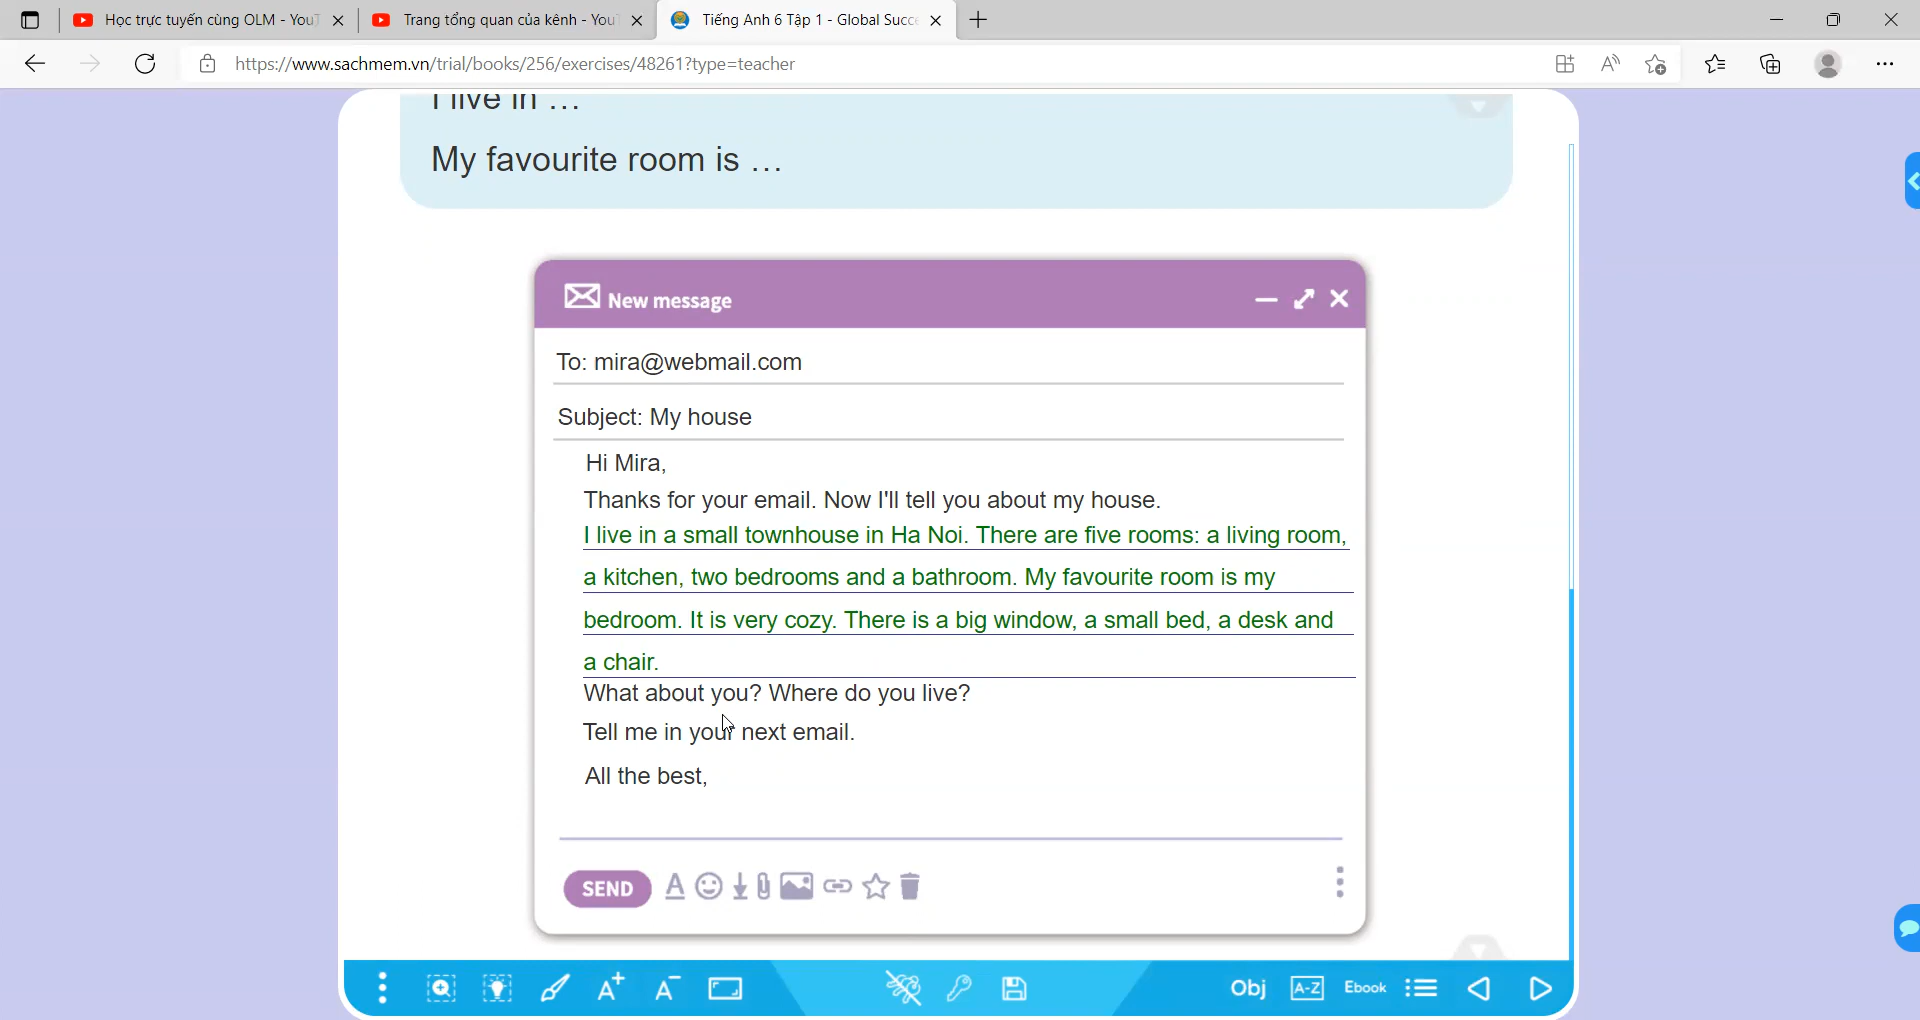 Học trực tuyến cùng OLM - YouT
Trang tổng quan của kênh - YouT
Tiếng Anh 6 Tập 1 - Global Succe
https://www.sachmem.vn/trial/books/256/exercises/48261?type=teacher
I live in ...
My favourite room is ...
New message
To: mira@webmail.com
Subject: My house
Hi Mira,
Thanks for your email. Now I'll tell you about my house.
I live in a small townhouse in Ha Noi. There are five rooms: a living room,
a kitchen, two bedrooms and a bathroom. My favourite room is my
bedroom. It is very cozy. There is a big window, a small bed, a desk and
a chair.
What about you? Where do you live?
Tell me in your next email.
All the best,
SEND
A+ A- Obj A-Z Ebook